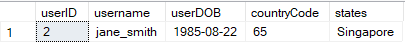 userID username userDOB countryCode states
1 2 jane_smith 1985-08-22 65 Singapore